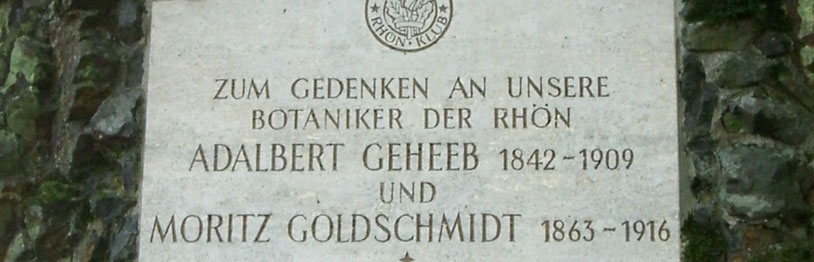 RHÖN-KLUB
ZUM GEDENKEN AN UNSERE
BOTANIKER DER RHÖN
ADALBERT GEHEEB 1842-1909
UND
MORITZ GOLDSCHMIDT 1863-1916